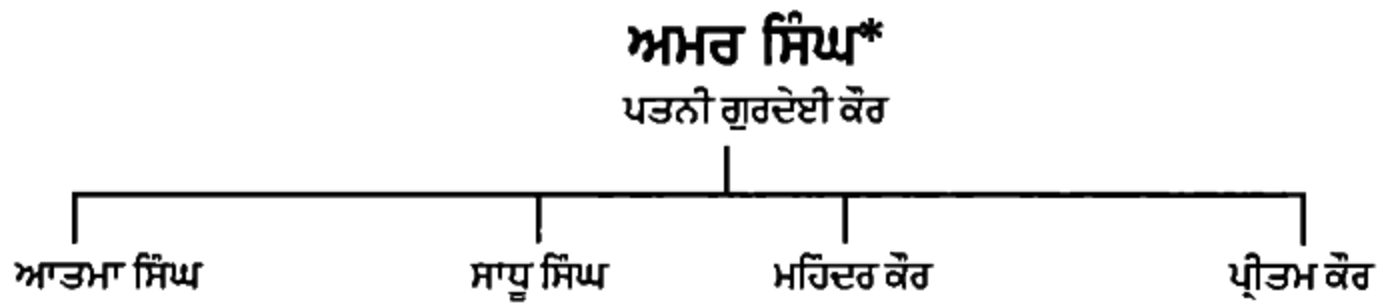 ਅਮਰ ਸਿੰਘ*
ਪਤਨੀ ਗੁਰਦੇਈ ਕੌਰ
ਆਤਮਾ ਸਿੰਘ ਸਾਧੂ ਸਿੰਘ ਮਹਿੰਦਰ ਕੌਰ ਪ੍ਰੀਤਮ ਕੌਰ